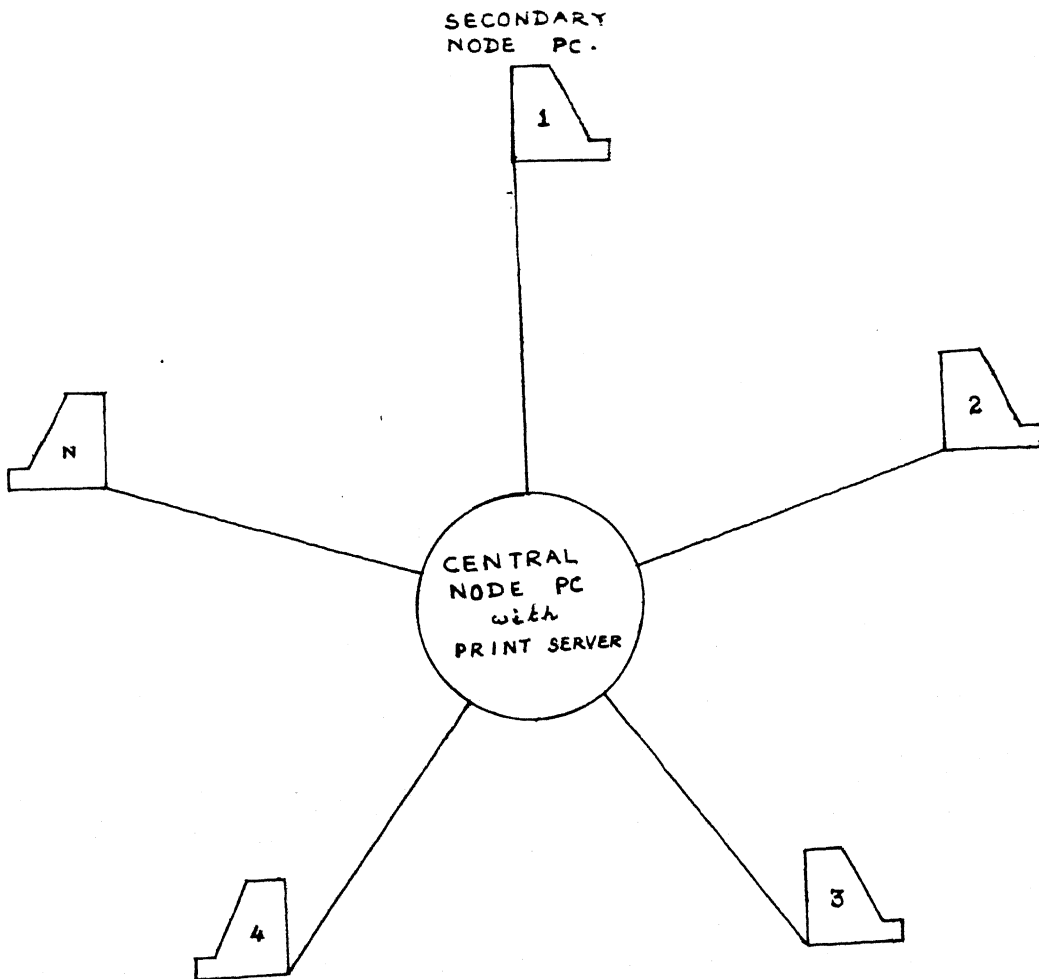 SECONDARY
NODE PC.
1
2
N
CENTRAL
NODE PC
with
PRINT SERVER
3
4